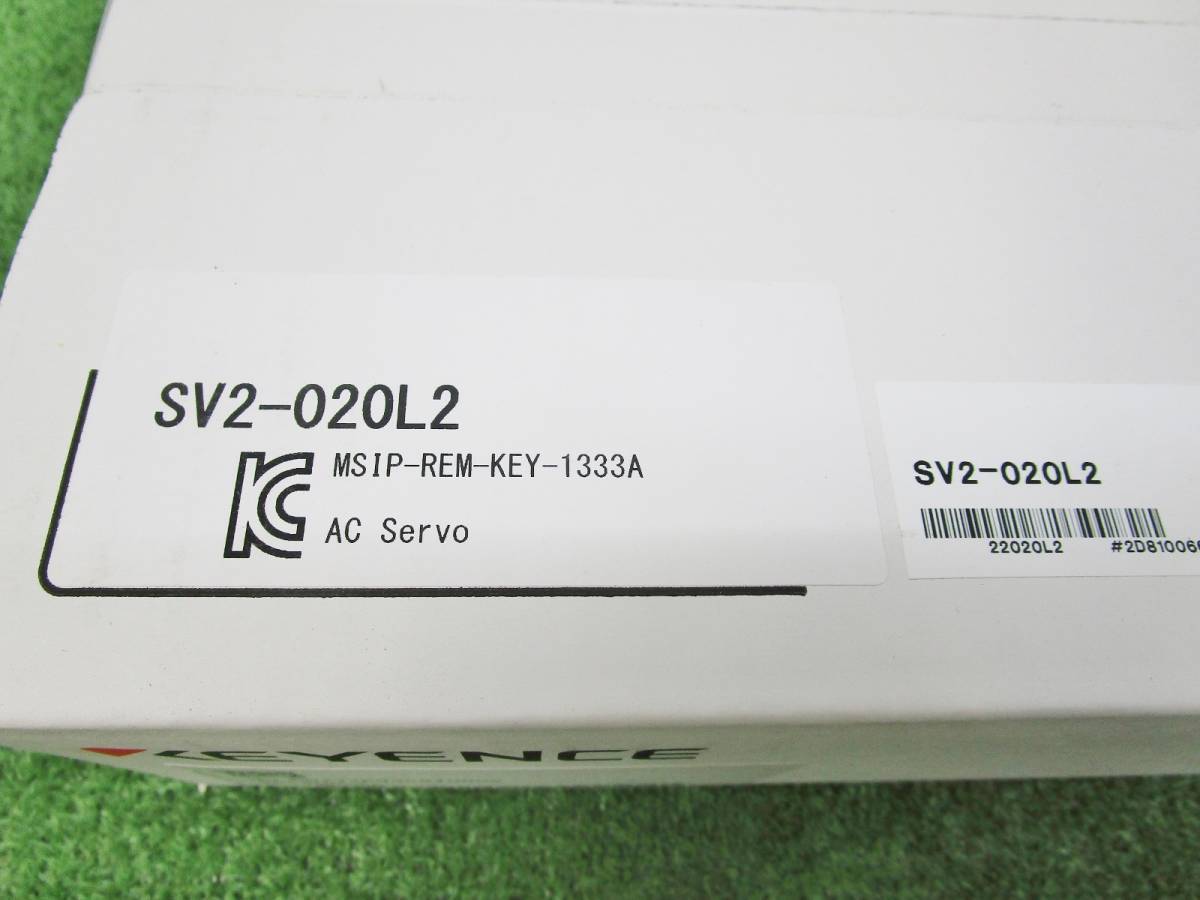 SV2-020L2
MSIP-REM-KEY-1333A
AC Servo
SV2-020L2
22020L2
KEYENCE